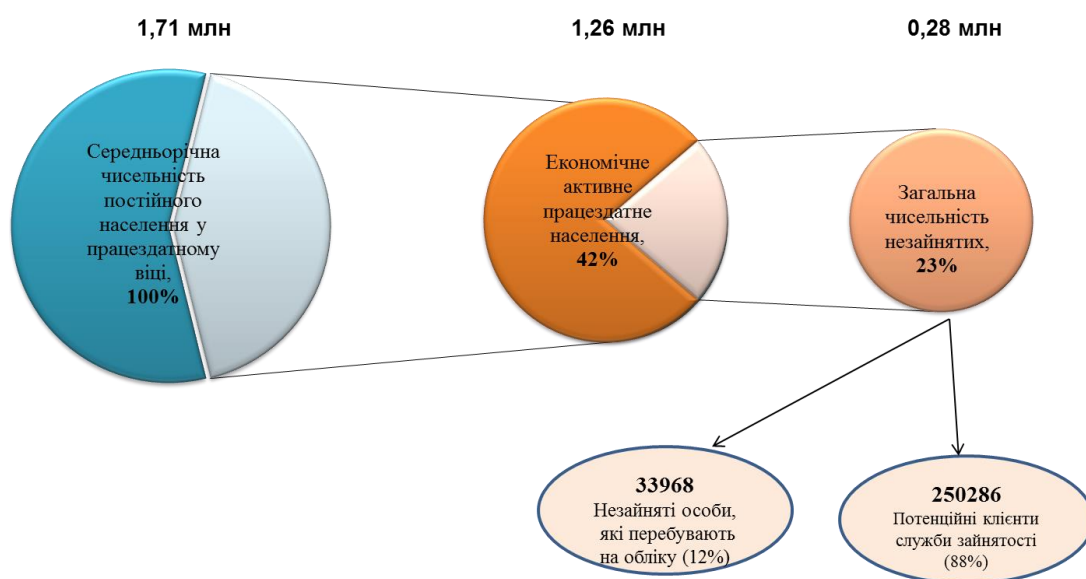 1,71 млн
1,26 млн
0,28 млн
Середньорічна
чисельність
постійного
населення у
працездатному
віці,
100%
Економічне
активне
працездатне
населення,
42%
Загальна
чисельність
незайнятих,
23%
33968
Незайняті особи,
які перебувають
на обліку (12%)
250286
Потенційні клієнти
служби зайнятості
(88%)